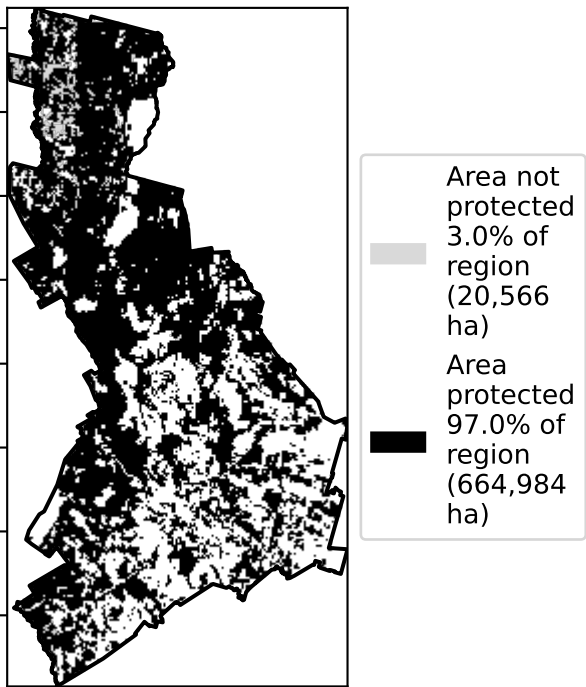 Area not
protected
3.0% of
region
(20,566
ha)
Area
protected
97.0% of
region
(664,984
ha)